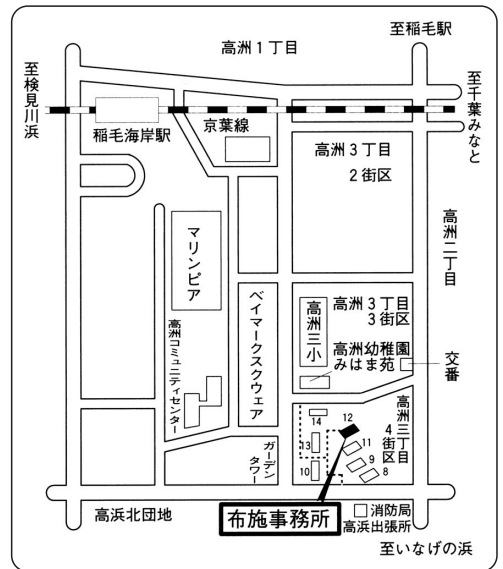 高洲1丁目
至稲毛駅
至検見川浜
至千葉みなと
稲毛海岸駅
京葉線
高洲3丁目
2街区
高洲二丁目
マリンピア
ベイマークスクウェア
高洲コミュニティセンター
高洲三小
高洲3丁目
3街区
高洲幼稚園
みはま苑
交番
高洲三丁目
4街区
12
14
13
11
10
9
8
ガーデン
タワー
高浜北団地
布施事務所
消防局
高浜出張所
至いなげの浜